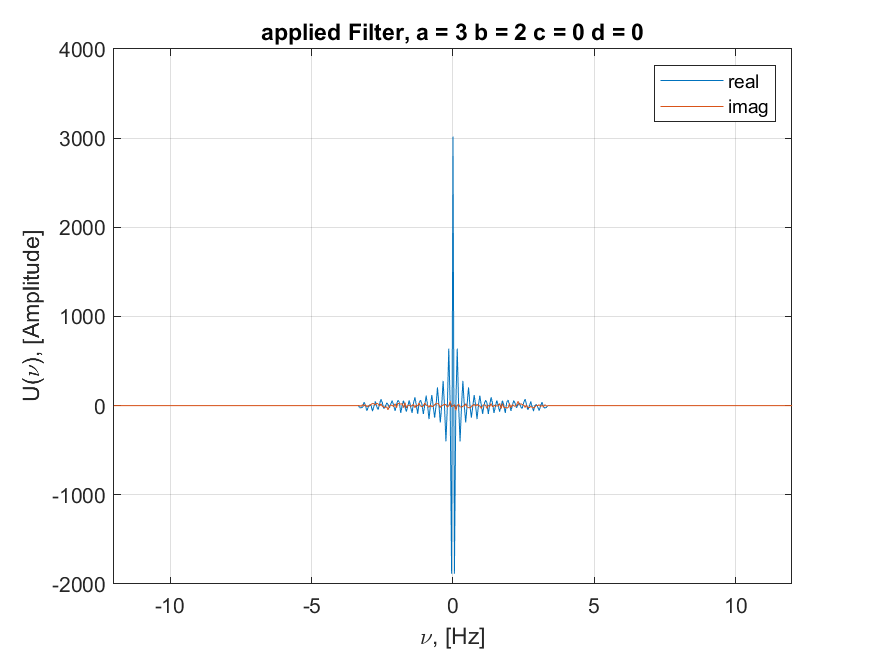 applied Filter, a = 3 b = 2 c = 0 d = 0
4000
3000
2000
1000
0
-1000
-2000
U(ν), [Amplitude]
real
imag
-10
-5
0
5
10
ν, [Hz]